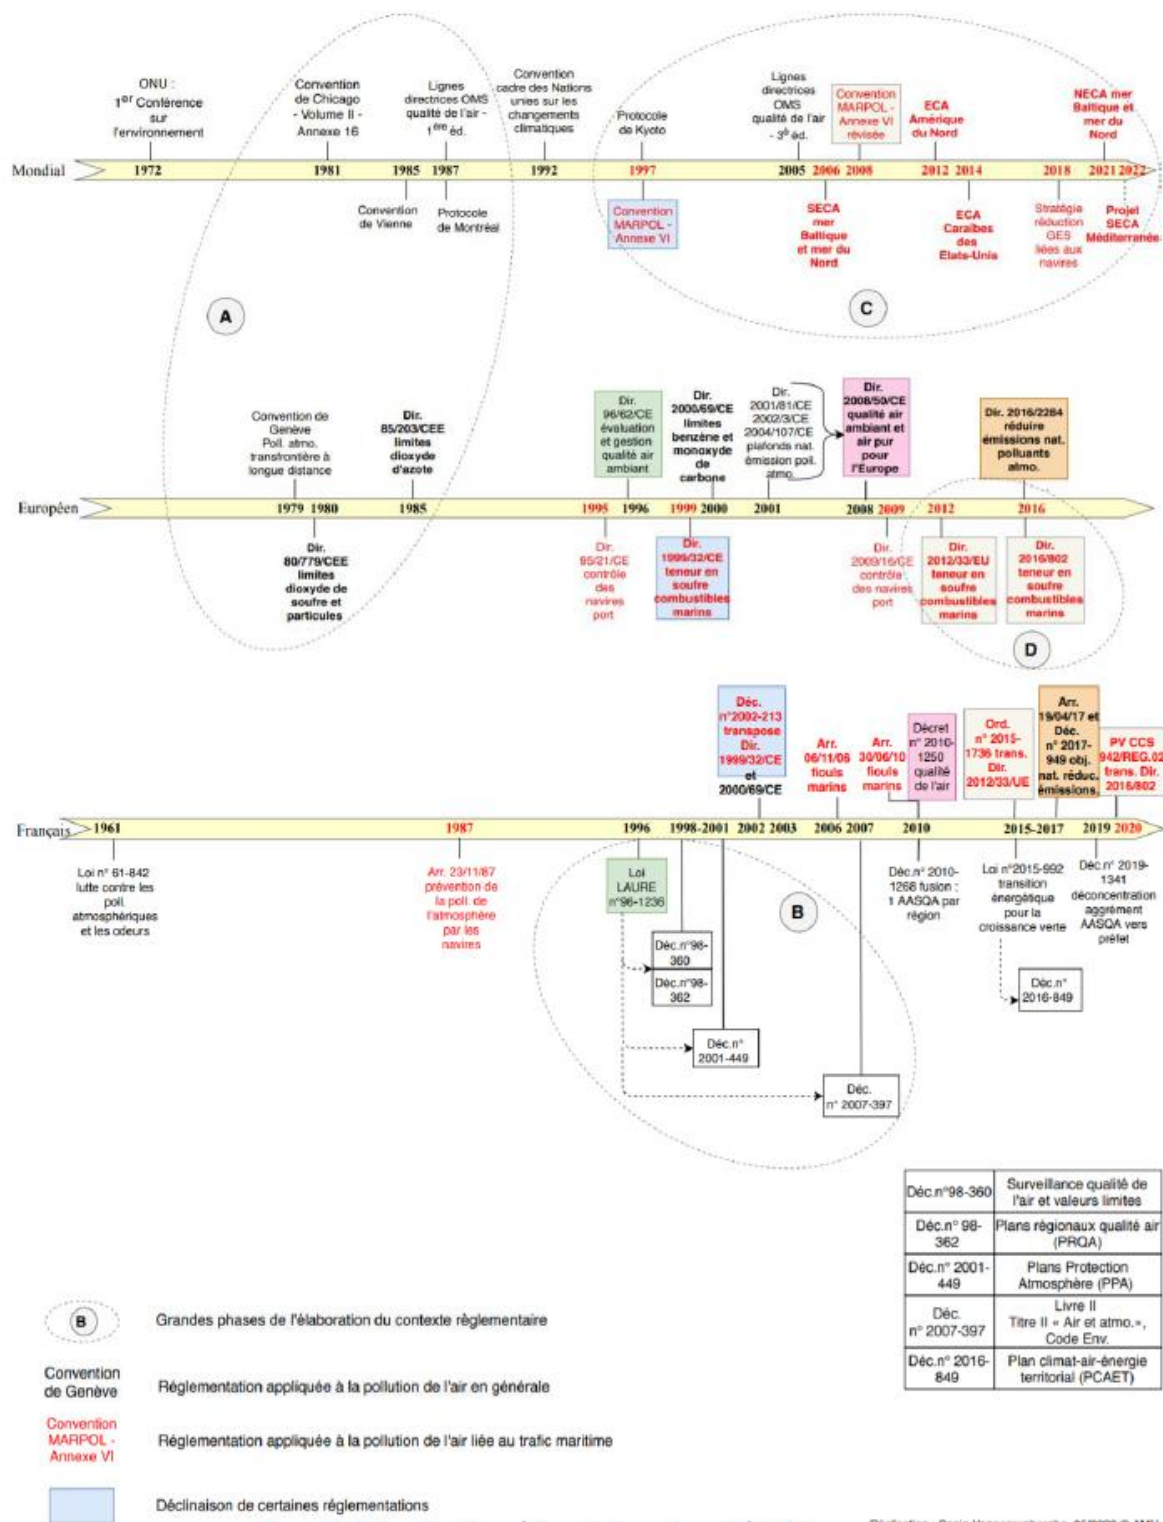 ONU :
1er Conférence
sur
l'environnement
Convention
de Chicago
- Volume II -
Annexe 16
Lignes
directrices OMS
qualité de l'air -
1ère éd.
Convention
cadre des Nations
unies sur les
changements
climatiques
Protocole
de Kyoto
Lignes
directrices OMS
qualité de l'air
- 3è éd.
Convention
MARPOL -
Annexe VI
révisée
ECA
Amérique
du Nord
NECA mer
Baltique et
mer du
Nord
Mondial
1972
1981
1985
1987
1992
1997
2005
2006
2008
2012
2014
2018
2021
2022
Convention
de Vienne
Protocole
de Montréal
Convention
MARPOL -
Annexe VI
SECA
mer
Baltique
et mer du
Nord
ECA
Caraïbes
des
Etats-Unis
Stratégie
réduction
GES
liées aux
navires
Projet
SECA
Méditerranée
A
C
Convention de
Genève
Poll. atmo.
transfrontière à
longue distance
Dir.
85/203/CEE
limites
dioxyde
d'azote
Dir.
96/62/CE
évaluation
et gestion
qualité air
ambiant
Dir.
2000/69/CE
limites
benzène et
monoxyde
de
carbone
Dir.
2001/81/CE
2002/3/CE
2004/107/CE
plafonds nat.
émission poll.
atmo.
Dir.
2008/50/CE
qualité air
ambiant et
air pur
pour
l'Europe
Dir. 2016/2284
réduire
émissions nat.
polluants
atmo.
Européen
1979
1980
1985
1995
1996
1999
2000
2001
2008
2009
2012
2016
Dir.
80/779/CEE
limites
dioxyde de
soufre et
particules
Dir.
95/21/CE
contrôle
des
navires
port
Dir.
1999/32/CE
teneur en
soufre
combustibles
marins
Dir.
2009/16/CE
contrôle
des navires
port
Dir.
2012/33/EU
teneur en
soufre
combustibles
marins
Dir.
2016/802
teneur en
soufre
combustibles
marins
D
Déc.
n°2002-213
transpose
Dir.
1999/32/CE
et
2000/69/CE
Arr.
06/11/06
fiouls
marins
Arr.
30/06/10
fiouls
marins
Décret
n° 2010-
1250
qualité
de l'air
Ord.
n° 2015-
1736 trans.
Dir.
2012/33/UE
Arr.
19/04/17 et
Déc.
n° 2017-
949 obj.
nat. réduc.
émissions.
PV CCS
942/REG.02
trans. Dir.
2016/802
Français
1961
1987
1996
1998-2001
2002
2003
2006
2007
2010
2015-2017
2019
2020
Loi n° 61-842
lutte contre les
poll.
atmosphériques
et les odeurs
Arr. 23/11/87
prévention de
la poll. de
l'atmosphère
par les
navires
Loi
LAURE
n°96-1236
Déc.n° 2010-
1268 fusion :
1 AASQA par
région
Loi n°2015-992
transition
énergétique
pour la
croissance verte
Déc.n° 2019-
1341
déconcentration
aggrément
AASQA vers
préfet
B
Déc.n°98-
360
Déc.n°98-
362
Déc.n°
2016-849
Déc.n°
2001-449
Déc.
n° 2007-397
Déc.n°98-360
Surveillance qualité de
l'air et valeurs limites
Déc.n° 98-
362
Plans régionaux qualité air
(PRQA)
Déc.n° 2001-
449
Plans Protection
Atmosphère (PPA)
Déc.
n° 2007-397
Livre II
Titre II « Air et atmo.»,
Code Env.
Déc.n° 2016-
849
Plan climat-air-énergie
territorial (PCAET)
B
Grandes phases de l'élaboration du contexte règlementaire
Convention
de Genève
Réglementation appliquée à la pollution de l'air en générale
Convention
MARPOL -
Annexe VI
Réglementation appliquée à la pollution de l'air liée au trafic maritime
Déclinaison de certaines réglementations